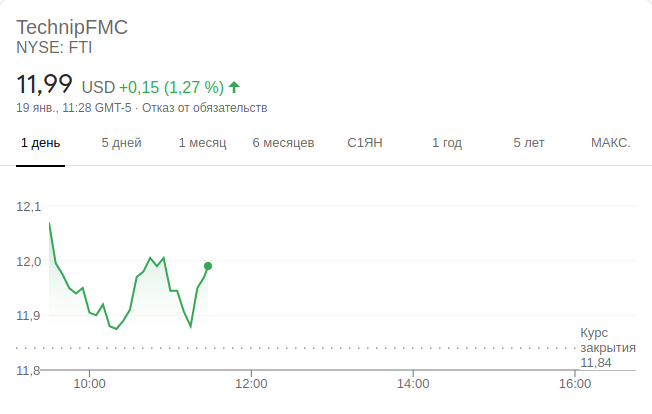 TechnipFMC
NYSE: FTI
11,99 USD +0,15 (1,27 %)
19 янв., 11:28 GMT-5 · Отказ от обязательств
1 день 5 дней 1 месяц 6 месяцев С1ЯН 1 год 5 лет МАКС.
12,1
12,0
11,9
Курс
закрытия
11,84
11,8
10:00 12:00 14:00 16:00